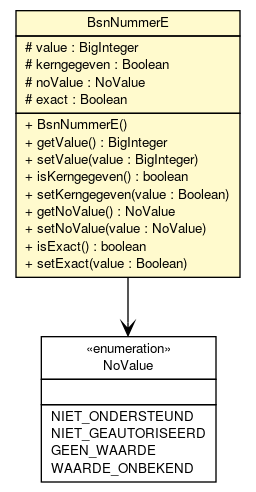 BsnNummerE
# value : BigInteger
# kerngegeven : Boolean
# noValue : NoValue
# exact : Boolean
+ BsnNummerE()
+ getValue() : BigInteger
+ setValue(value : BigInteger)
+ isKerngegeven() : boolean
+ setKerngegeven(value : Boolean)
+ getNoValue() : NoValue
+ setNoValue(value : NoValue)
+ isExact() : boolean
+ setExact(value : Boolean)
«enumeration»
NoValue
NIET_ONDERSTEUND
NIET_GEAUTORISEERD
GEEN_WAARDE
WAARDE_ONBEKEND